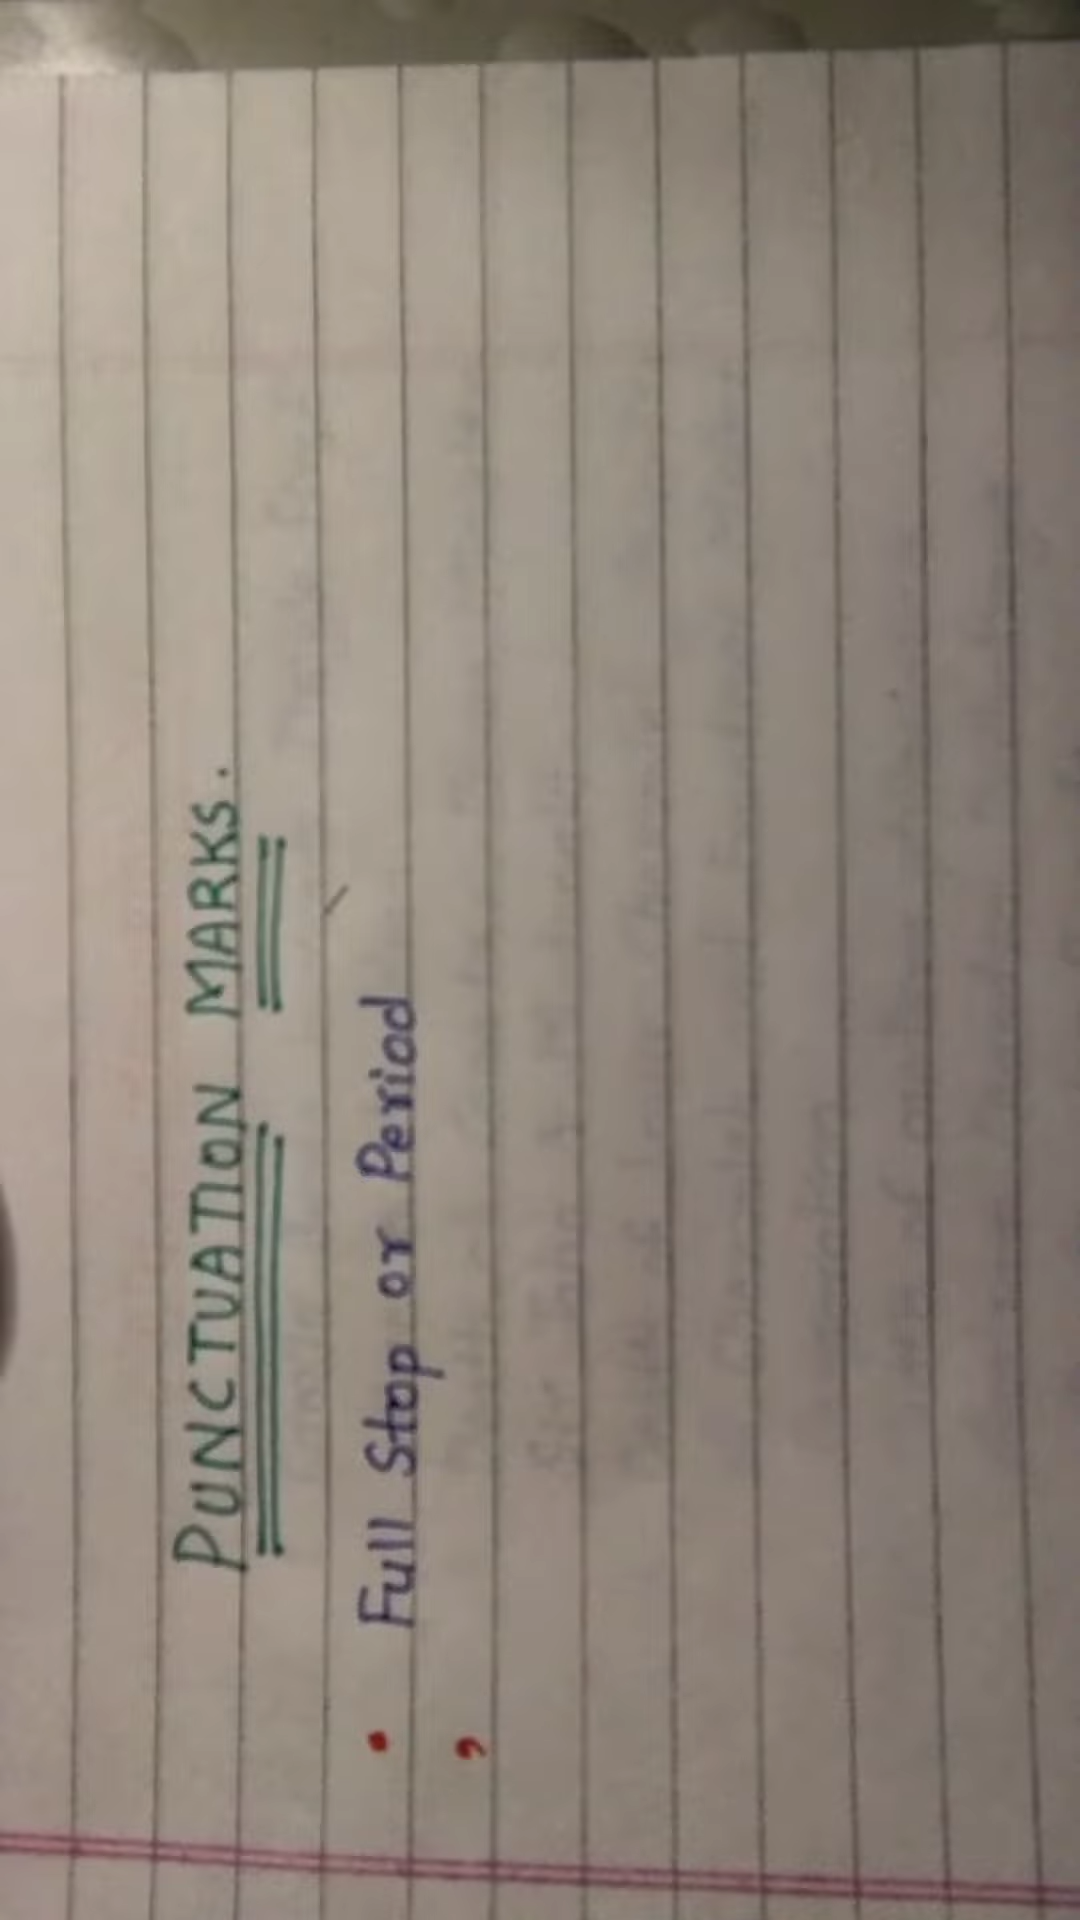 PUNCTUATION MARKS.
. Full Stop or Period
,